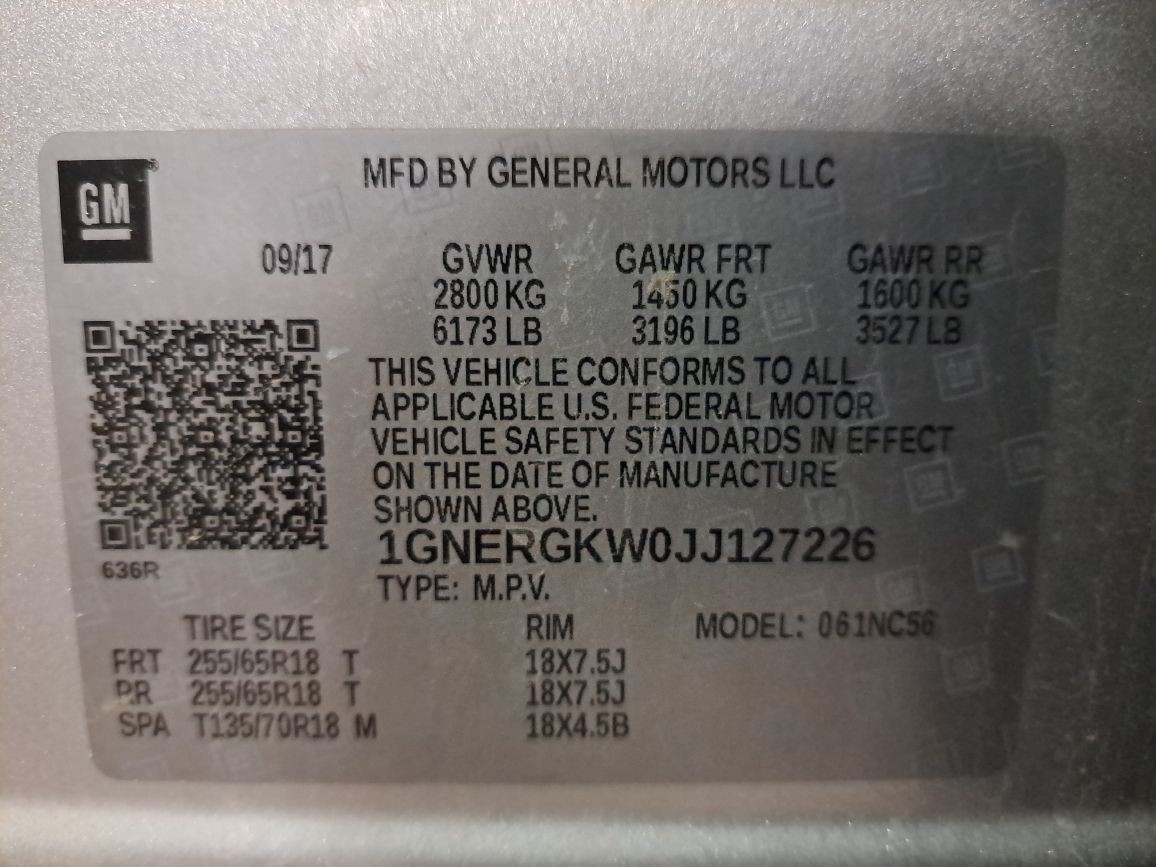 GM
MFD BY GENERAL MOTORS LLC
09/17 GVWR GAWR FRT GAWR RR
2800 KG 1450 KG 1600 KG
6173 LB 3196 LB 3527 LB
THIS VEHICLE CONFORMS TO ALL
APPLICABLE U.S. FEDERAL MOTOR
VEHICLE SAFETY STANDARDS IN EFFECT
ON THE DATE OF MANUFACTURE
SHOWN ABOVE.
1GNERGKW0JJ127226
636R
TYPE: M.P.V.
TIRE SIZE RIM MODEL: 061NC56
FRT 255/65R18 T 18X7.5J
RR 255/65R18 T 18X7.5J
SPA T135/70R18 M 18X4.5B